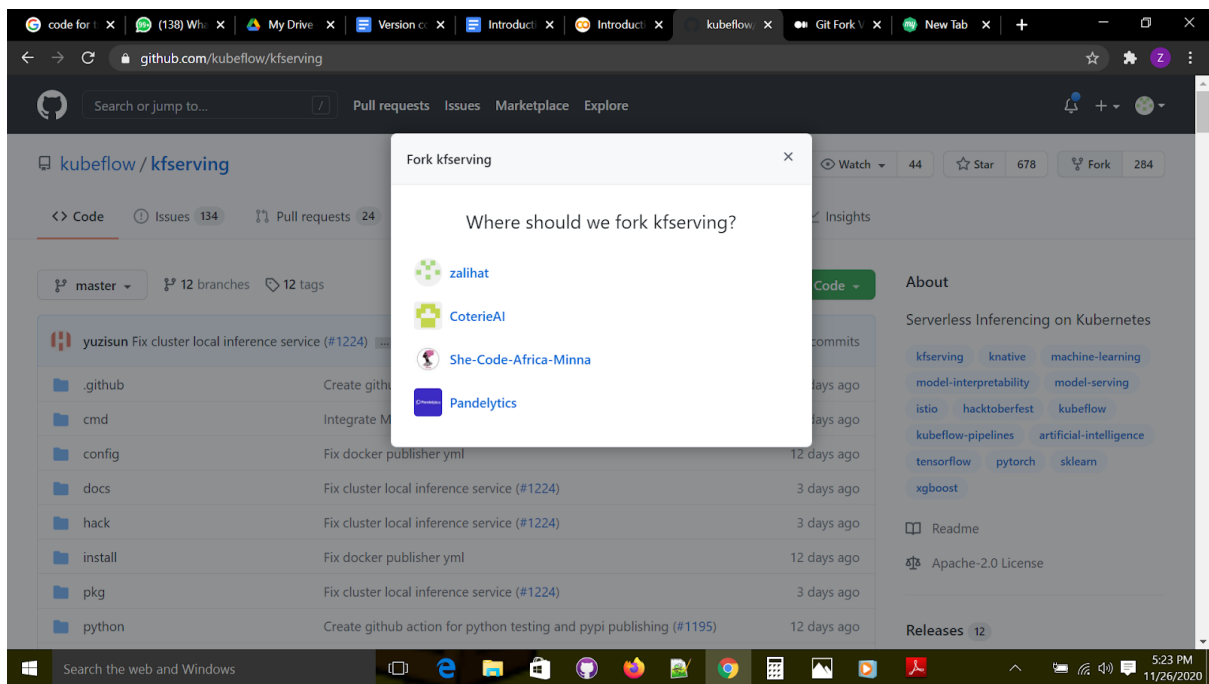 code for t
(138) Wha
My Drive
Version co
Introducti
Introducti
kubeflow/
Git Fork V
New Tab
github.com/kubeflow/kfserving
Z
Search or jump to...
/
Pull requests Issues Marketplace Explore
kubeflow / kfserving
Watch 44
Star 678
Fork 284
Code
Issues 134
Pull requests 24
Insights
Fork kfserving
Where should we fork kfserving?
zalihat
CoterieAI
She-Code-Africa-Minna
Pandelytics
master
12 branches
12 tags
Code
yuzisun Fix cluster local inference service (#1224) ...
commits
.github Create githu days ago
cmd Integrate M days ago
config Fix docker publisher yml 12 days ago
docs Fix cluster local inference service (#1224) 3 days ago
hack Fix cluster local inference service (#1224) 3 days ago
install Fix docker publisher yml 12 days ago
pkg Fix cluster local inference service (#1224) 3 days ago
python Create github action for python testing and pypi publishing (#1195) 12 days ago
About
Serverless Inferencing on Kubernetes
kfserving knative machine-learning
model-interpretability model-serving
istio hacktoberfest kubeflow
kubeflow-pipelines artificial-intelligence
tensorflow pytorch sklearn
xgboost
Readme
Apache-2.0 License
Releases 12
Search the web and Windows
5:23 PM
11/26/2020